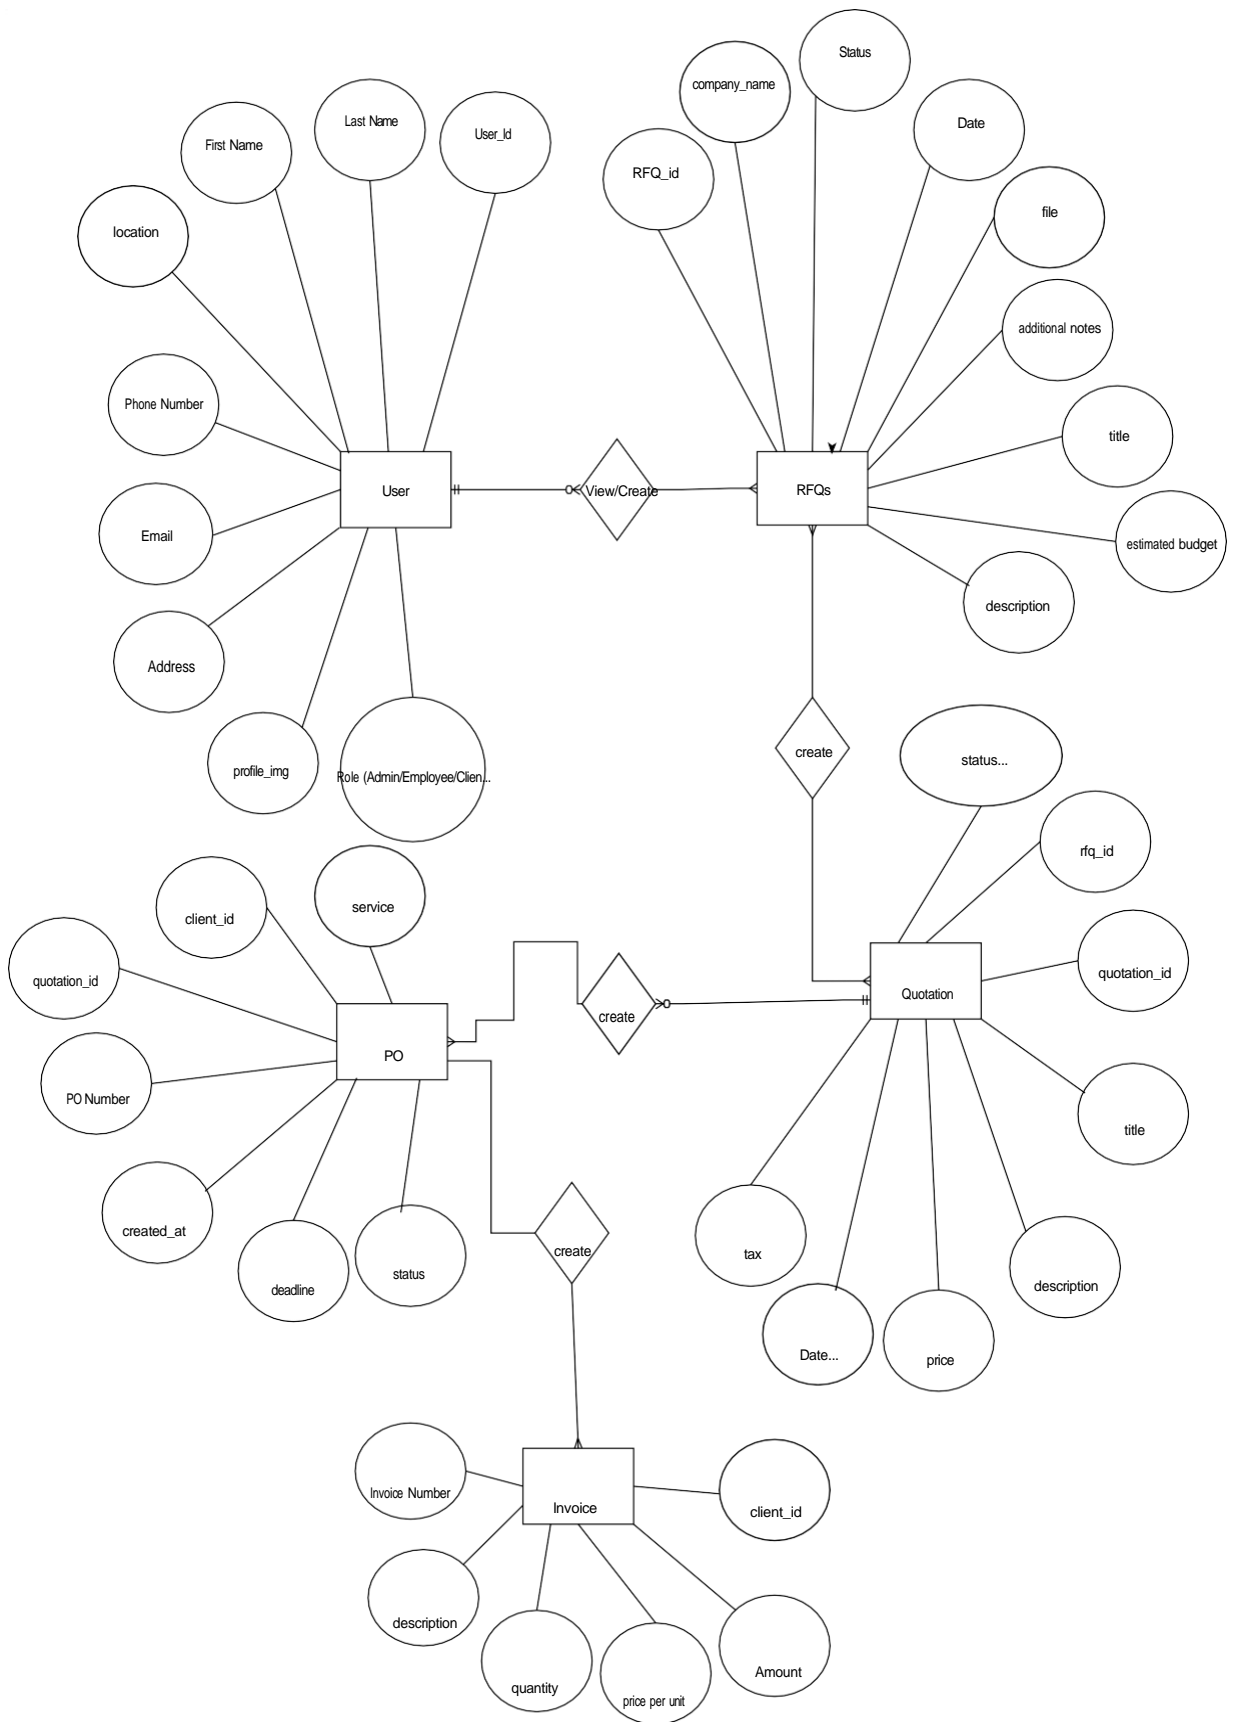 Status
company_name
Last Name
User_Id
Date
First Name
RFQ_id
file
location
additional notes
Phone Number
title
User
View/Create
RFQs
Email
estimated budget
description
Address
create
status...
profile_img
Role (Admin/Employee/Clien...
rfq_id
service
client_id
quotation_id
quotation_id
Quotation
create
PO
PO Number
title
created_at
create
tax
status
deadline
description
Date...
price
Invoice Number
Invoice
client_id
description
Amount
quantity
price per unit